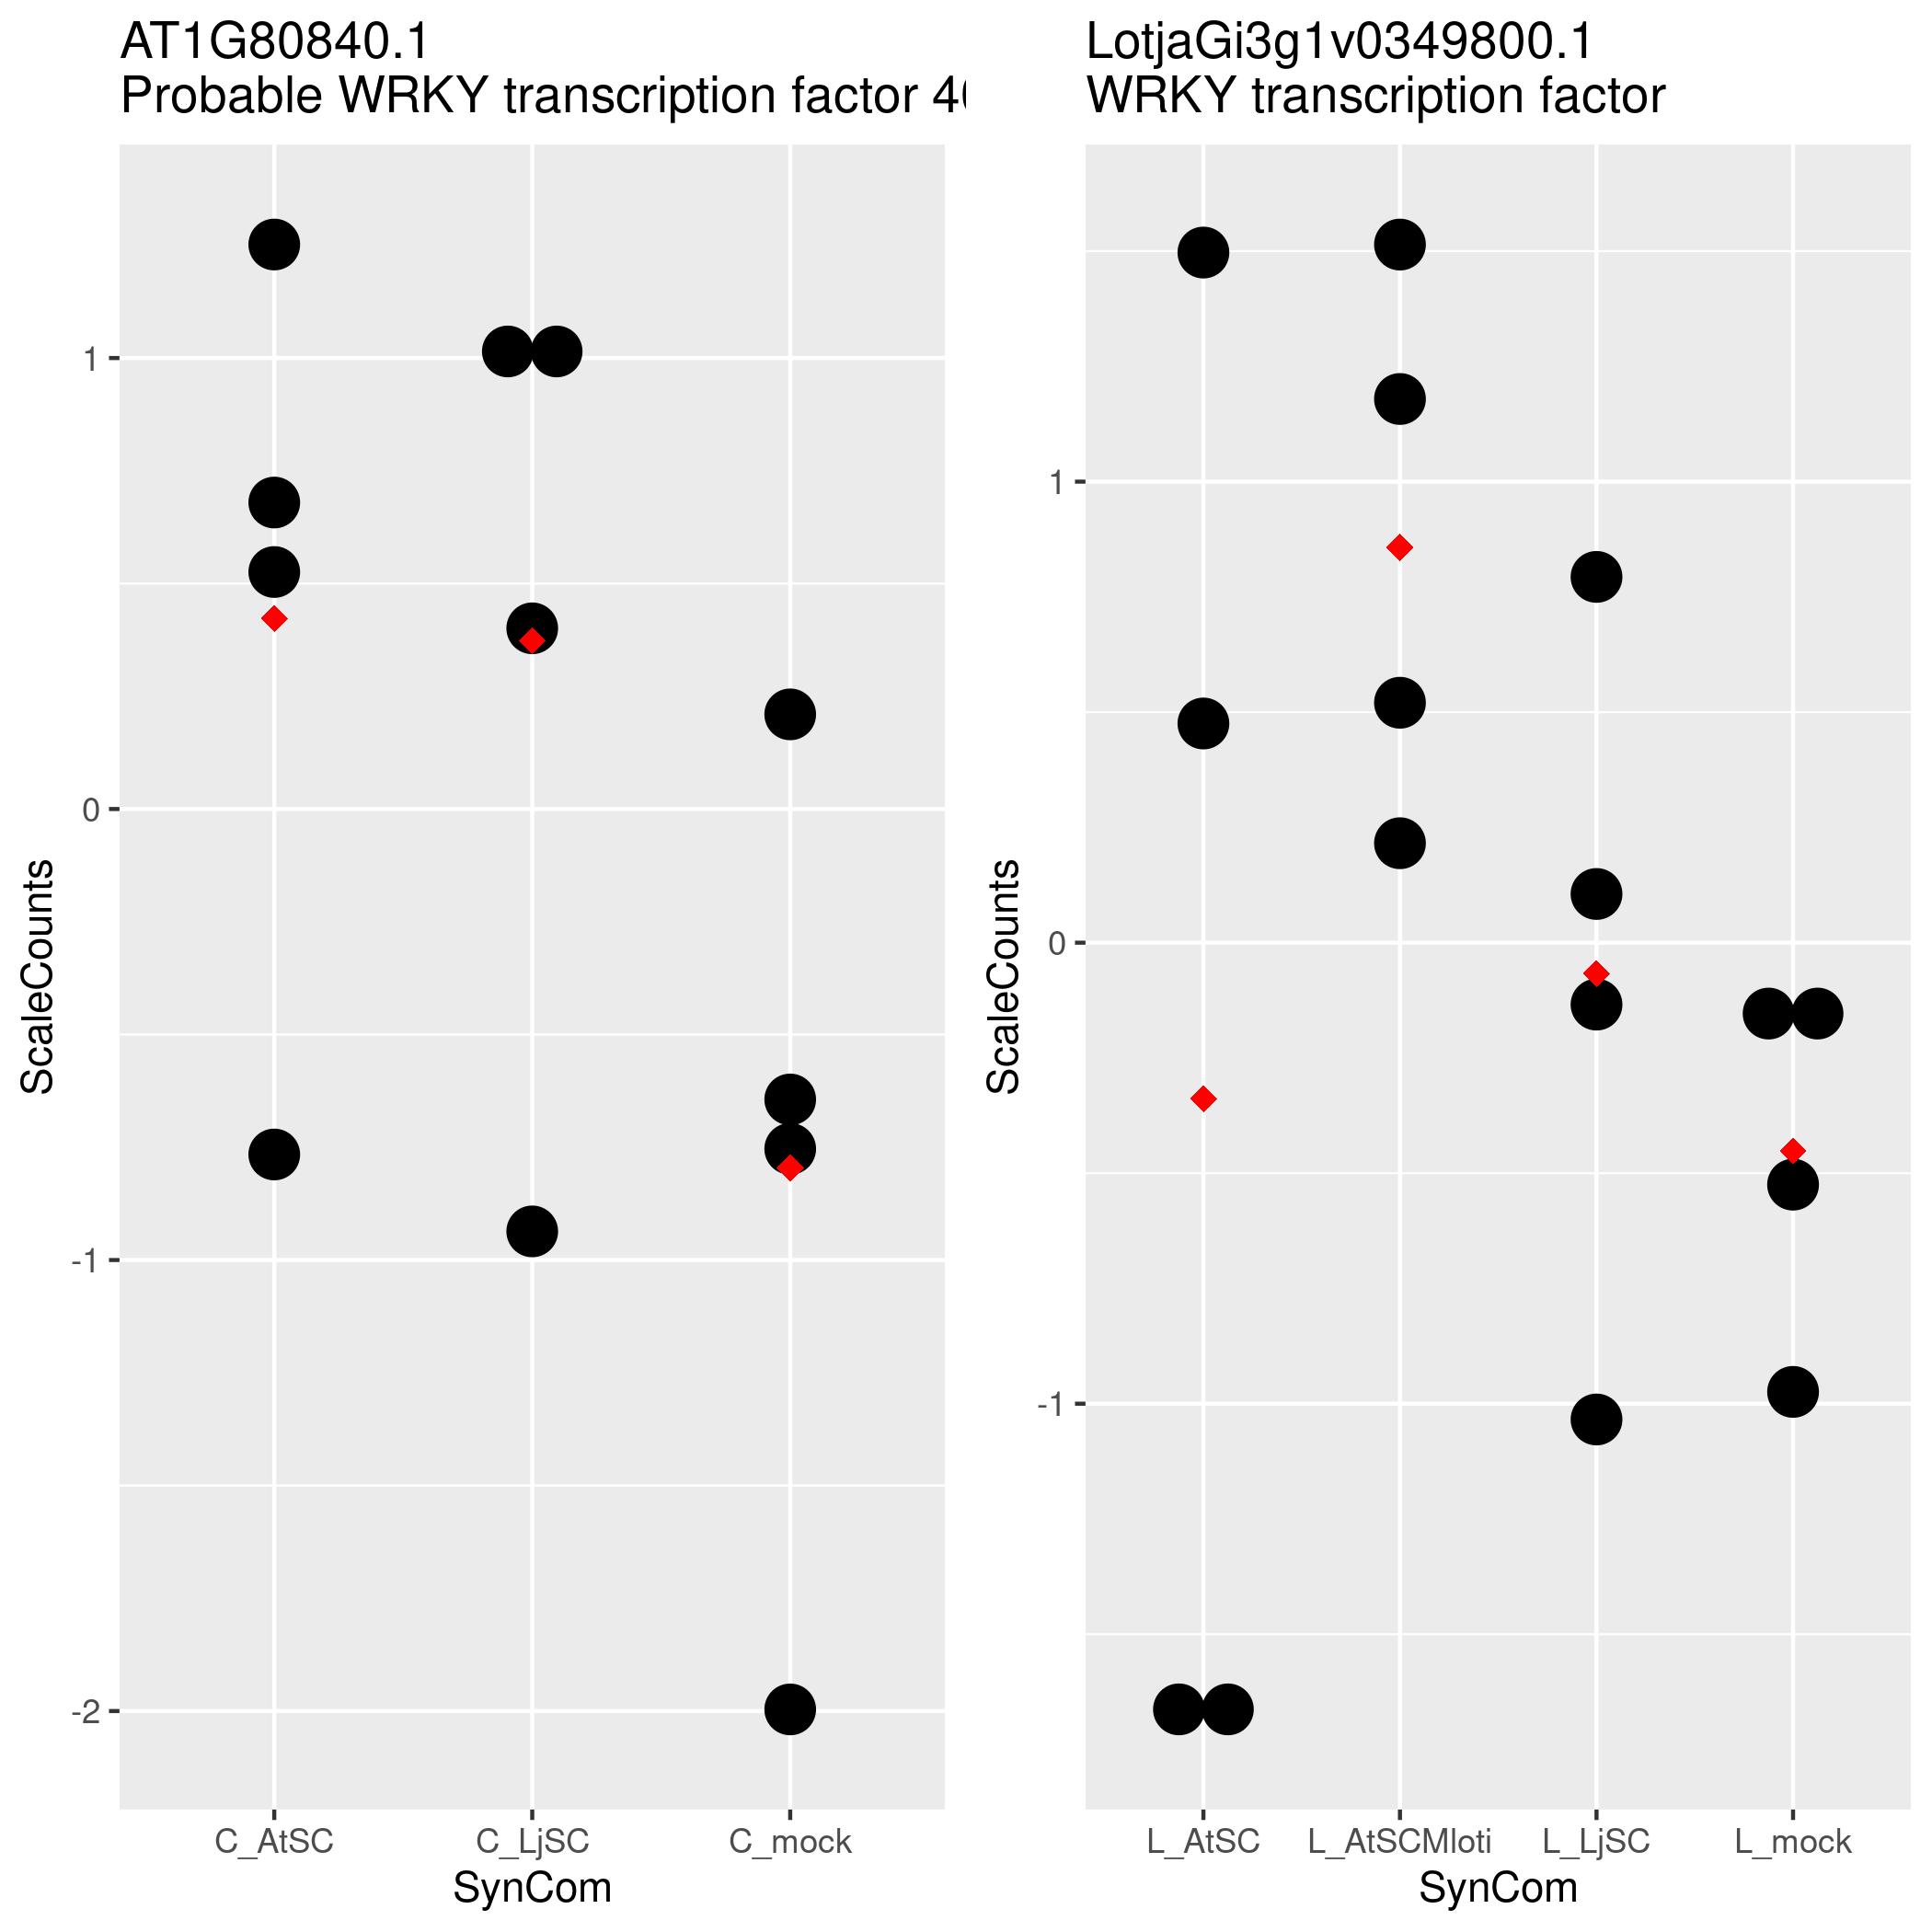 AT1G80840.1
Probable WRKY transcription factor
ScaleCounts
1
0
-1
-2
C_AtSC C_LjSC C_mock
SynCom
LotjaGi3g1v0349800.1
WRKY transcription factor
ScaleCounts
1
0
-1
L_AtSC L_AtSCMloti L_LjSC L_mock
SynCom